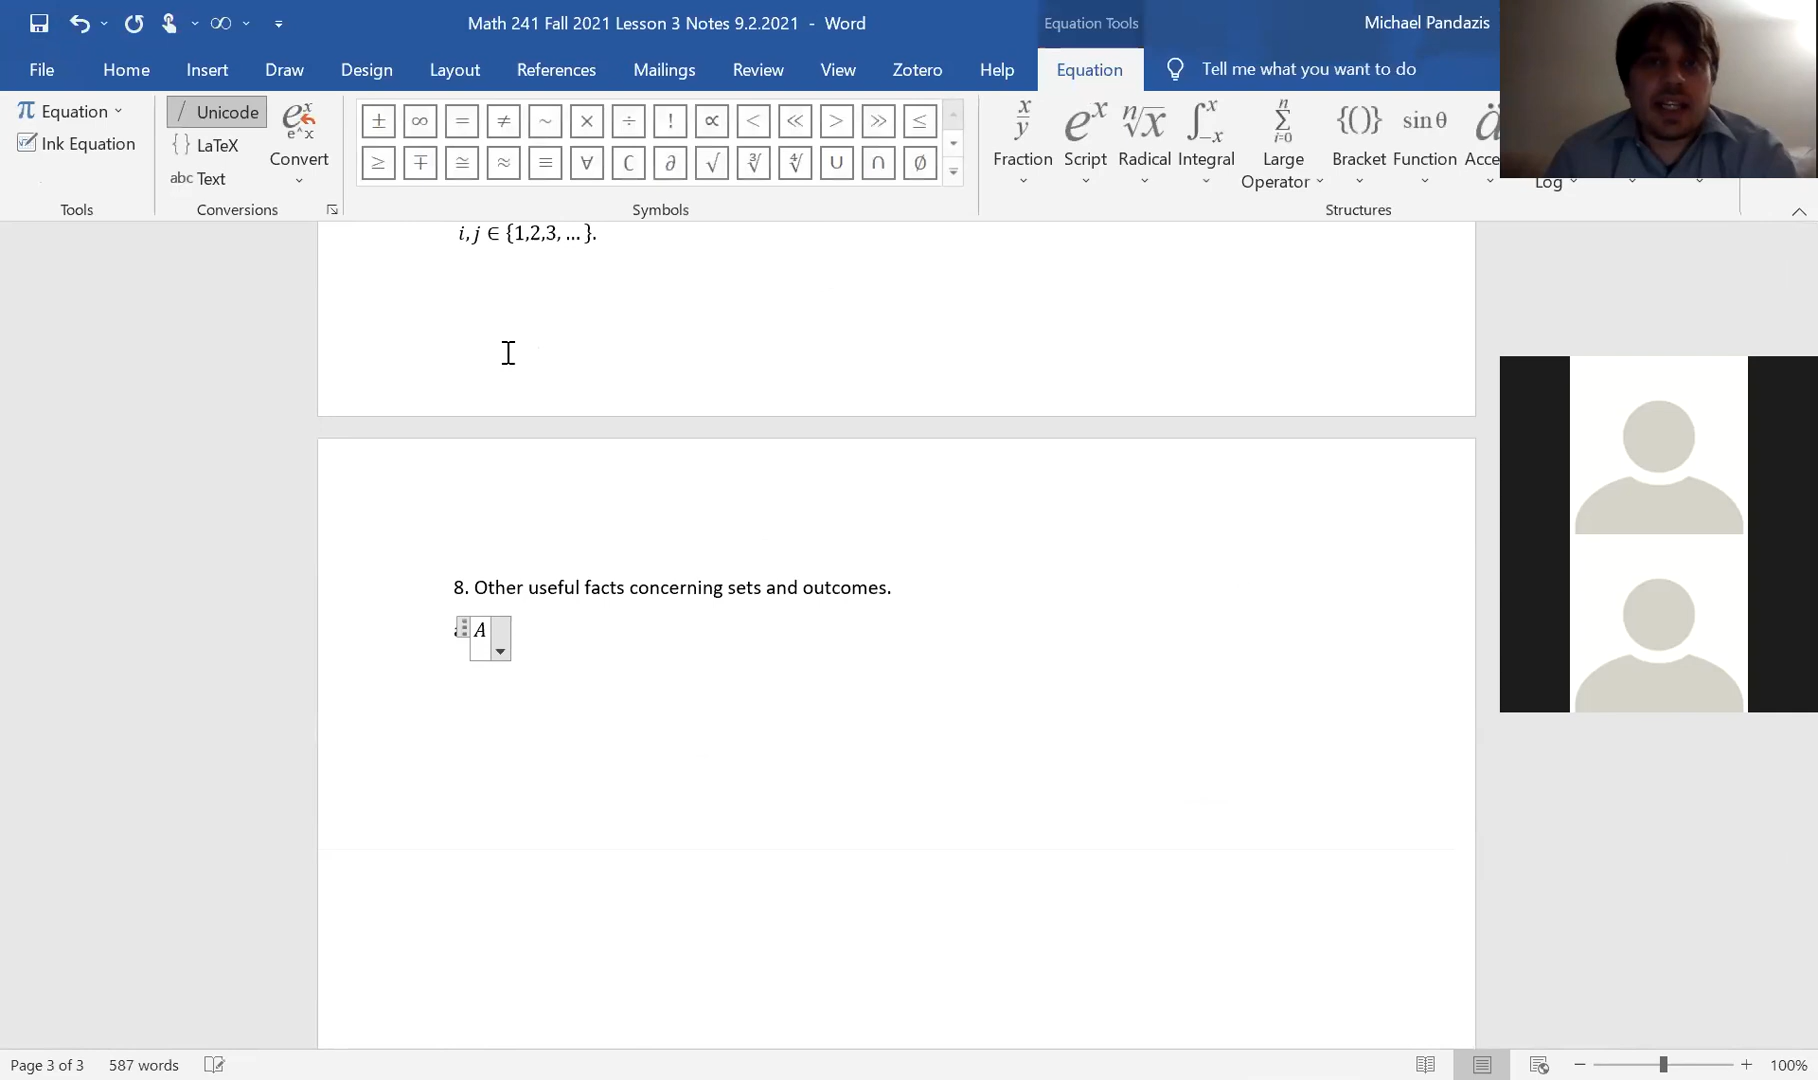 Math 241 Fall 2021 Lesson 3 Notes 9.2.2021 - Word
Equation Tools
Michael Pandazis
File Home Insert Draw Design Layout References Mailings Review View Zotero Help Equation Tell me what you want to do
π Equation
Ink Equation
Tools
/ Unicode
{} LaTeX
abc Text
Convert
Conversions
± ∞ = ≠ ~ × ÷ ! ∝ < ≪ > ≫ ≤
≥ ∓ ≅ ≈ ≡ ∀ ∁ ∂ √ ∛ ∜ ∪ ∩ ∅
Symbols
Fraction Script Radical Integral Large Operator Bracket Function
Log
Structures
i, j ∈ {1,2,3, … }.
8. Other useful facts concerning sets and outcomes.
A
Page 3 of 3 587 words
100%